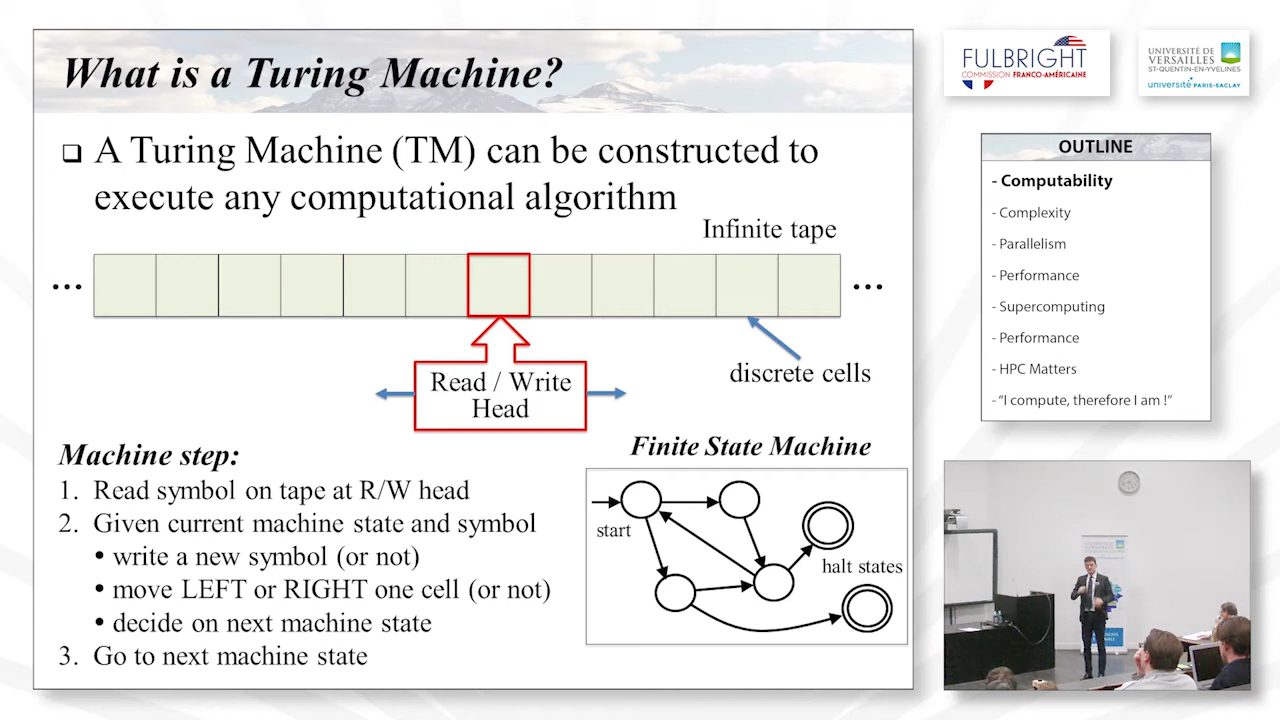 What is a Turing Machine?
❑ A Turing Machine (TM) can be constructed to
execute any computational algorithm
Infinite tape
...
...
Read / Write
Head
discrete cells
Machine step:
1. Read symbol on tape at R/W head
2. Given current machine state and symbol
• write a new symbol (or not)
• move LEFT or RIGHT one cell (or not)
• decide on next machine state
3. Go to next machine state
Finite State Machine
start
halt states
FULBRIGHT
COMMISSION FRANCO-AMÉRICAINE
UNIVERSITÉ DE
VERSAILLES
ST-QUENTIN-EN-YVELINES
université PARIS-SACLAY
OUTLINE
- Computability
- Complexity
- Parallelism
- Performance
- Supercomputing
- Performance
- HPC Matters
- “I compute, therefore I am !”